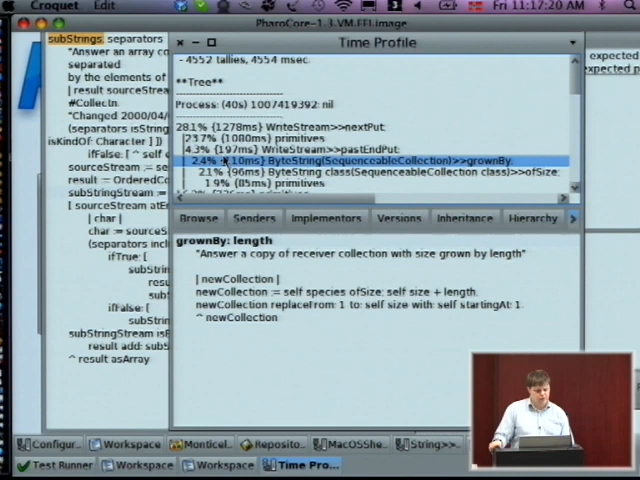 Croquet Edit Fri 11:17:20 AM
PharoCore-1.3.VM.FFI.image
subStrings: separators
"Answer an array co
separated
by the elements of
| result sourceStream
#CollectIn.
"Changed 2000/04/0
(separators isString
isKindOf: Character ] ])
ifFalse: [ ^ self e
sourceStream :=
result := OrderedCo
subStringStream :=
[ sourceStream atEn
| char |
char := sourceS
(separators incl
ifTrue: [
subStrin
resu
subS
ifFalse: [
subStrin
subStringStream isE
result add: subS
^ result asArray
Time Profile
- 4552 tallies, 4554 msec.
**Tree**
Process: (40s) 1007419392: nil
28.1% {1278ms} WriteStream>>nextPut:
|23.7% {1080ms} primitives
|4.3% {197ms} WriteStream>>pastEndPut:
| 2.4% {110ms} ByteString(SequenceableCollection)>>grownBy:
| 2.1% {96ms} ByteString class(SequenceableCollection class)>>ofSize:
| 1.9% {85ms} primitives
Browse Senders Implementors Versions Inheritance Hierarchy
grownBy: length
"Answer a copy of receiver collection with size grown by length"
| newCollection |
newCollection := self species ofSize: self size + length.
newCollection replaceFrom: 1 to: self size with: self startingAt: 1.
^ newCollection
expected
expected p
Configur.. Workspace Monticel.. Reposito.. MacOSShe.. String>>..
Test Runner Workspace Workspace Time Pro...